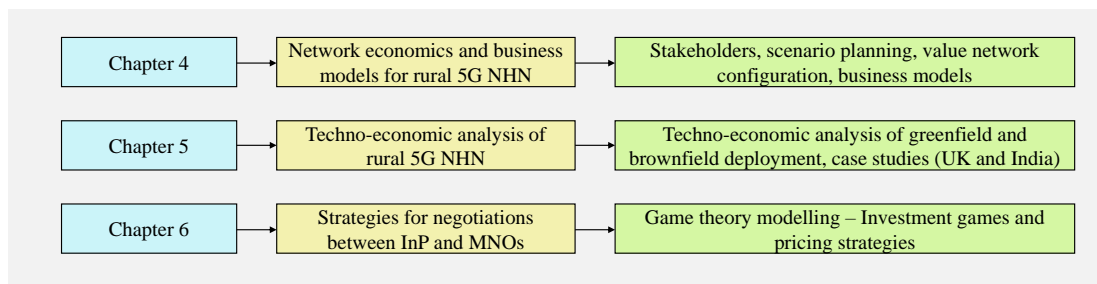 Chapter 4
Network economics and business
models for rural 5G NHN
Stakeholders, scenario planning, value network
configuration, business models
Chapter 5
Techno-economic analysis of
rural 5G NHN
Techno-economic analysis of greenfield and
brownfield deployment, case studies (UK and India)
Chapter 6
Strategies for negotiations
between InP and MNOs
Game theory modelling – Investment games and
pricing strategies